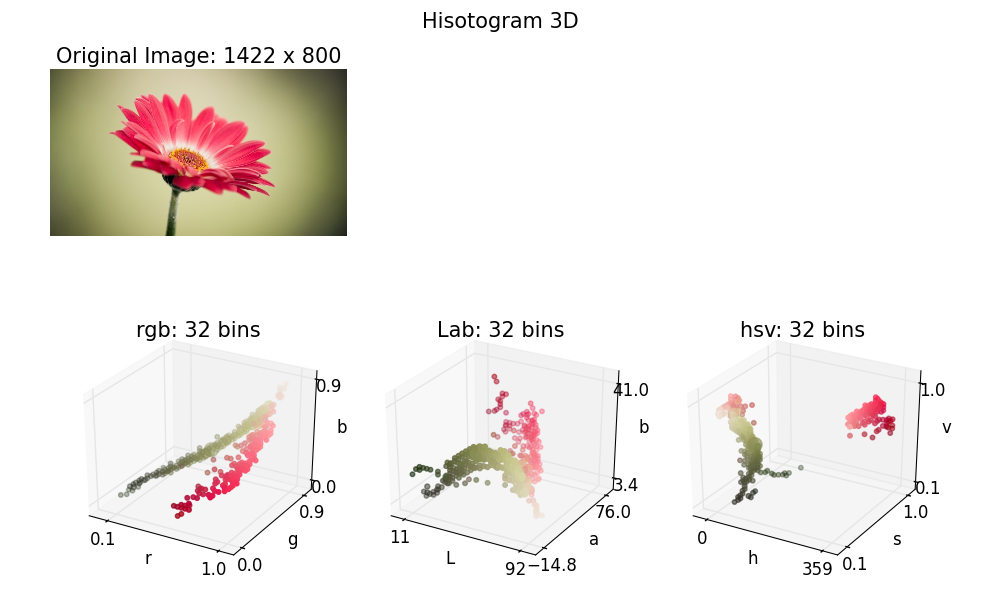 Hisotogram 3D
Original Image: 1422 x 800
rgb: 32 bins
0.9
b
0.0
0.9
g
0.1
r
1.0
0.0
Lab: 32 bins
41.0
b
3.4
76.0
a
11
L
92
−14.8
hsv: 32 bins
1.0
v
0.1
1.0
s
0
h
359
0.1